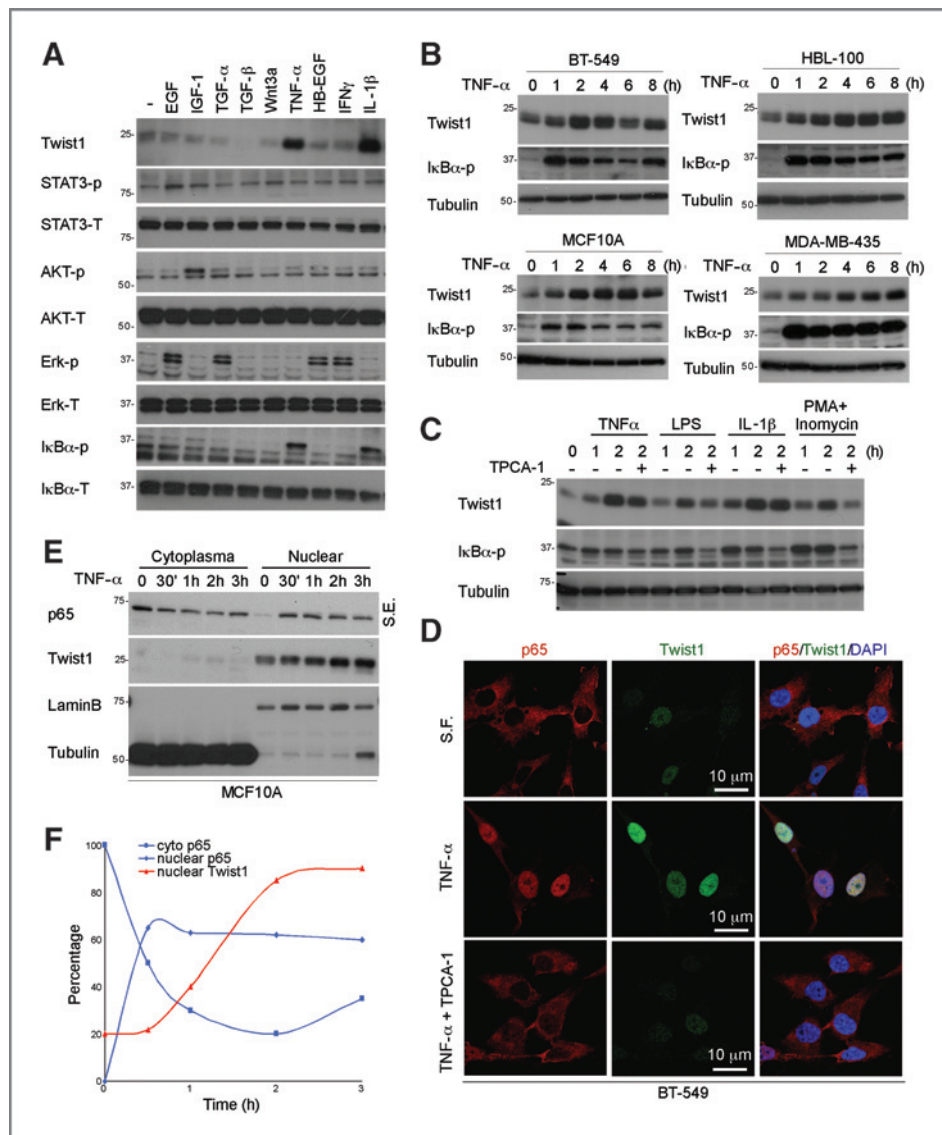 A
- EGF IGF-1 TGF-α TGF-β Wnt3a TNF-α HB-EGF IFNγ IL-1β
Twist1 25-
STAT3-p 75-
STAT3-T 75-
AKT-p 50-
AKT-T 50-
Erk-p 37-
Erk-T 37-
IκBα-p 37-
IκBα-T 37-
B
BT-549
TNF-α 0 1 2 4 6 8 (h)
Twist1 25-
IκBα-p 37-
Tubulin 50-
HBL-100
TNF-α 0 1 2 4 6 8 (h)
Twist1 25-
IκBα-p 37-
Tubulin 50-
MCF10A
TNF-α 0 1 2 4 6 8 (h)
Twist1 25-
IκBα-p 37-
Tubulin 50-
MDA-MB-435
TNF-α 0 1 2 4 6 8 (h)
Twist1 25-
IκBα-p 37-
Tubulin 50-
C
TNFα LPS IL-1β PMA+
Inomycin
0 1 2 2 1 2 2 1 2 2 1 2 2 (h)
TPCA-1 - - + - - + - - + - - +
Twist1 25-
IκBα-p 37-
Tubulin 75-
E
Cytoplasma Nuclear
TNF-α 0 30' 1h 2h 3h 0 30' 1h 2h 3h
p65 75- S.E.
Twist1 25-
LaminB 75-
Tubulin 50-
MCF10A
D
p65 Twist1 p65/Twist1/DAPI
S.F.
10 μm 10 μm
TNF-α
10 μm 10 μm
TNF-α + TPCA-1
10 μm 10 μm
BT-549
F
cyto p65
nuclear p65
nuclear Twist1
100
80
60
40
20
0
Percentage
0 1 2 3
Time (h)